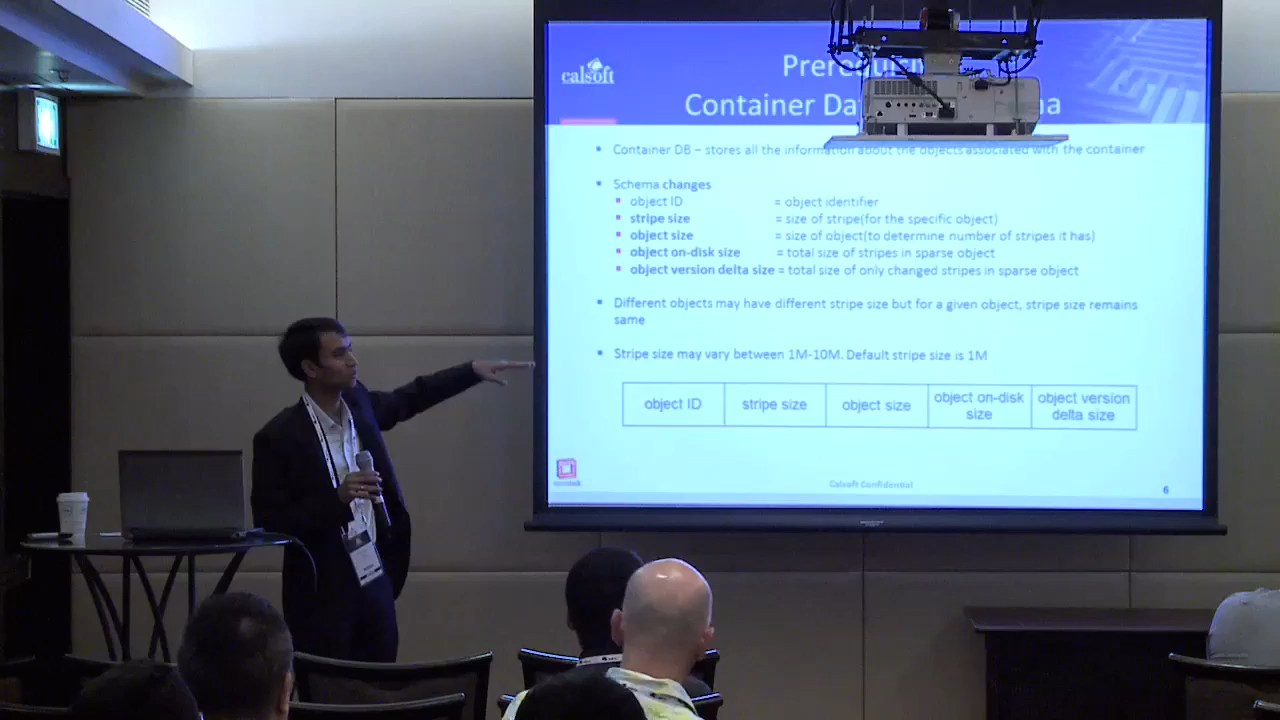 calsoft
Container
Container DB – stores all the information about the objects associated with the container
Schema changes
object ID = object identifier
stripe size = size of stripe(for the specific object)
object size = size of object(to determine number of stripes it has)
object on-disk size = total size of stripes in sparse object
object version delta size = total size of only changed stripes in sparse object
Different objects may have different stripe size but for a given object, stripe size remains
same
Stripe size may vary between 1M-10M. Default stripe size is 1M
object ID stripe size object size object on-disk size object version delta size
Calsoft Confidential 6